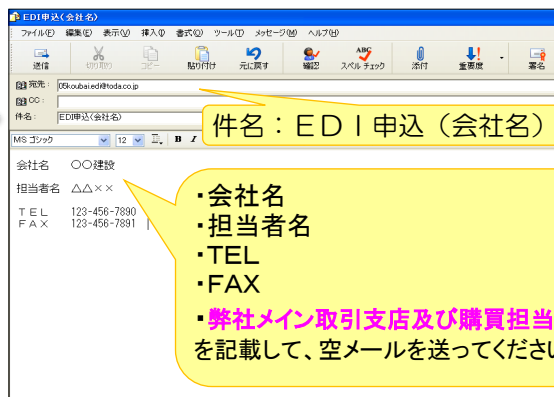 EDI申込(会社名)
ファイル(F) 編集(E) 表示(V) 挿入(I) 書式(O) ツール(T) メッセージ(M) ヘルプ(H)
送信 切り取り コピー 貼り付け 元に戻す 確認 スペル チェック 添付 重要度 署名
宛先: 05koubai.edi@toda.co.jp
CC:
件名: EDI申込(会社名)
件名:EDI申込(会社名)
MS ゴシック 12 B I
会社名 〇〇建設
担当者名 △△××
TEL 123-456-7890
FAX 123-456-7891
・会社名
・担当者名
・TEL
・FAX
・弊社メイン取引支店及び購買担当
を記載して、空メールを送ってくださ